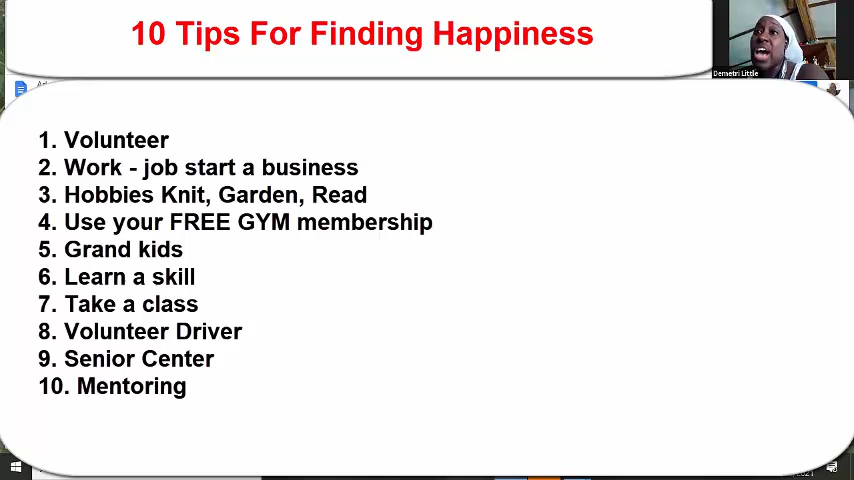 10 Tips For Finding Happiness
Demetri Little
1. Volunteer
2. Work - job start a business
3. Hobbies Knit, Garden, Read
4. Use your FREE GYM membership
5. Grand kids
6. Learn a skill
7. Take a class
8. Volunteer Driver
9. Senior Center
10. Mentoring